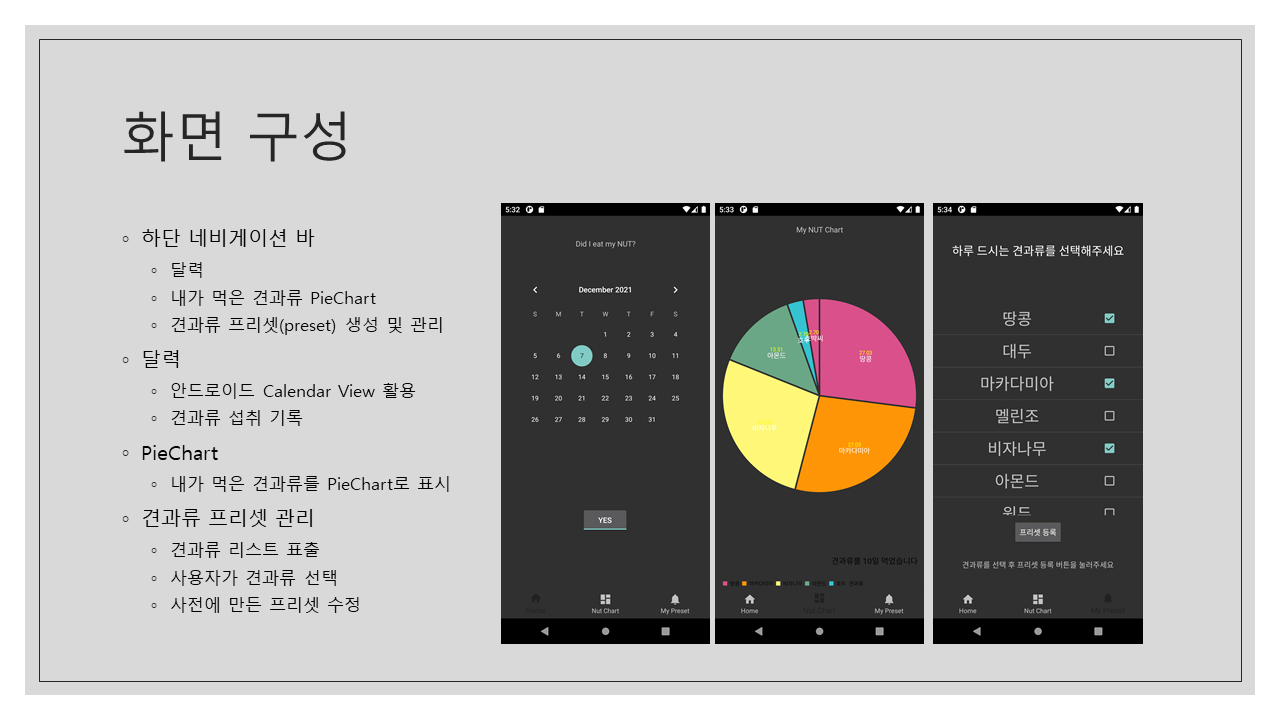 화면 구성
◦ 하단 네비게이션 바
◦ 달력
◦ 내가 먹은 견과류 PieChart
◦ 견과류 프리셋(preset) 생성 및 관리
◦ 달력
◦ 안드로이드 Calendar View 활용
◦ 견과류 섭취 기록
◦ PieChart
◦ 내가 먹은 견과류를 PieChart로 표시
◦ 견과류 프리셋 관리
◦ 견과류 리스트 표출
◦ 사용자가 견과류 선택
◦ 사전에 만든 프리셋 수정
5:32
Did I eat my NUT?
December 2021
S M T W T F S
1 2 3 4
5 6 7 8 9 10 11
12 13 14 15 16 17 18
19 20 21 22 23 24 25
26 27 28 29 30 31
YES
Home Nut Chart My Preset
5:33
My NUT Chart
27.03
땅콩
27.03
마카다미아
비자나무
13.51
아몬드
2.70
견과류를 10일 먹었습니다
땅콩 마카다미아 비자나무 아몬드
Home Nut Chart My Preset
5:34
하루 드시는 견과류를 선택해주세요
땅콩
대두
마카다미아
멜린조
비자나무
아몬드
프리셋 등록
견과류를 선택 후 프리셋 등록 버튼을 눌러주세요
Home Nut Chart My Preset